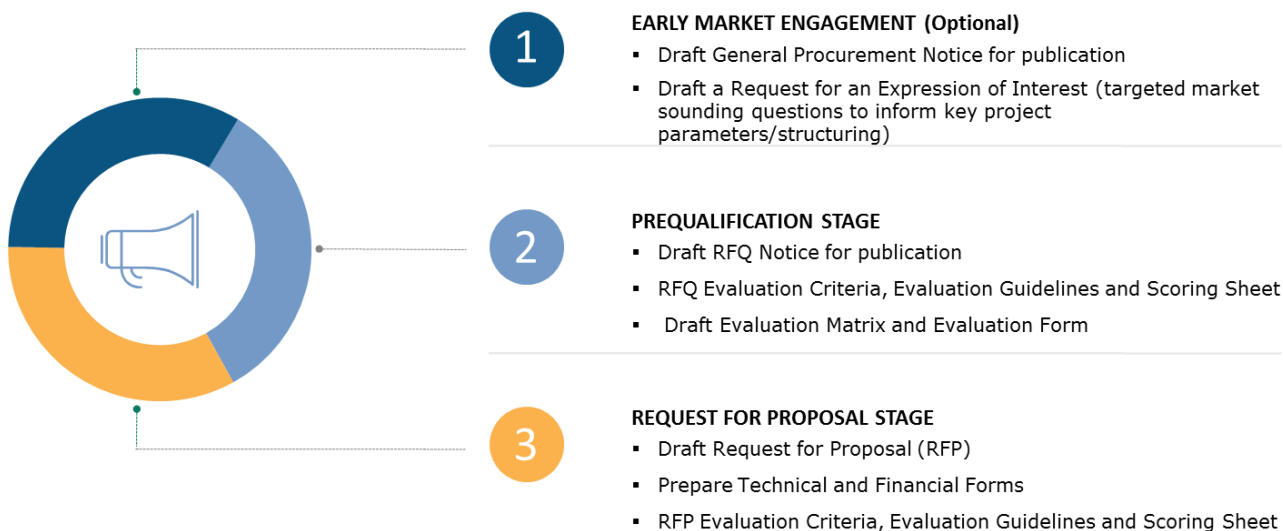 1
EARLY MARKET ENGAGEMENT (Optional)
▪ Draft General Procurement Notice for publication
▪ Draft a Request for an Expression of Interest (targeted market
sounding questions to inform key project
parameters/structuring)
2
PREQUALIFICATION STAGE
▪ Draft RFQ Notice for publication
▪ RFQ Evaluation Criteria, Evaluation Guidelines and Scoring Sheet
▪ Draft Evaluation Matrix and Evaluation Form
3
REQUEST FOR PROPOSAL STAGE
▪ Draft Request for Proposal (RFP)
▪ Prepare Technical and Financial Forms
▪ RFP Evaluation Criteria, Evaluation Guidelines and Scoring Sheet